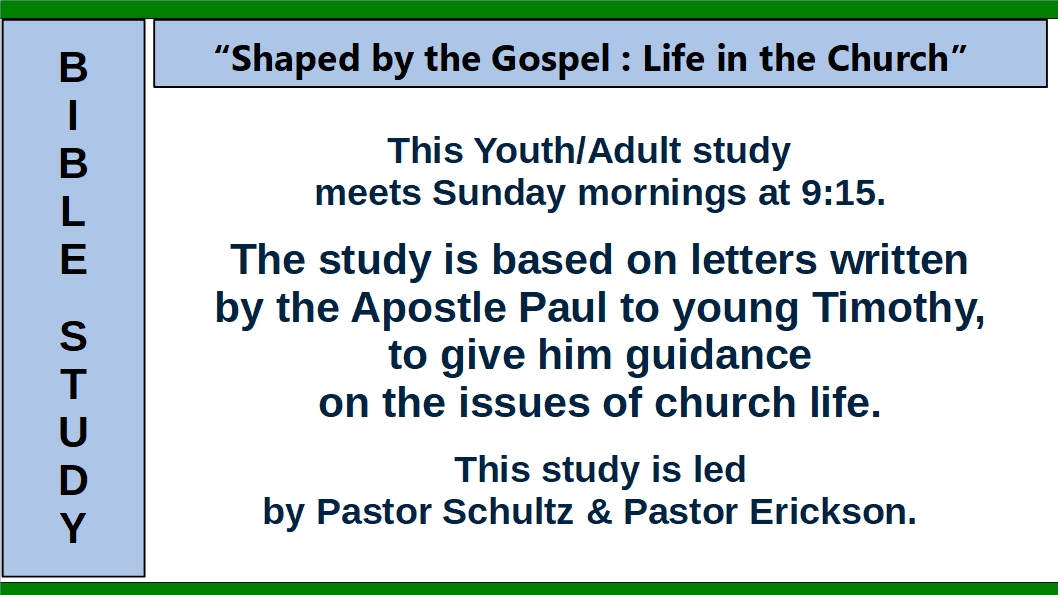 BIBLE STUDY
“Shaped by the Gospel : Life in the Church”
This Youth/Adult study
meets Sunday mornings at 9:15.
The study is based on letters written
by the Apostle Paul to young Timothy,
to give him guidance
on the issues of church life.
This study is led
by Pastor Schultz & Pastor Erickson.